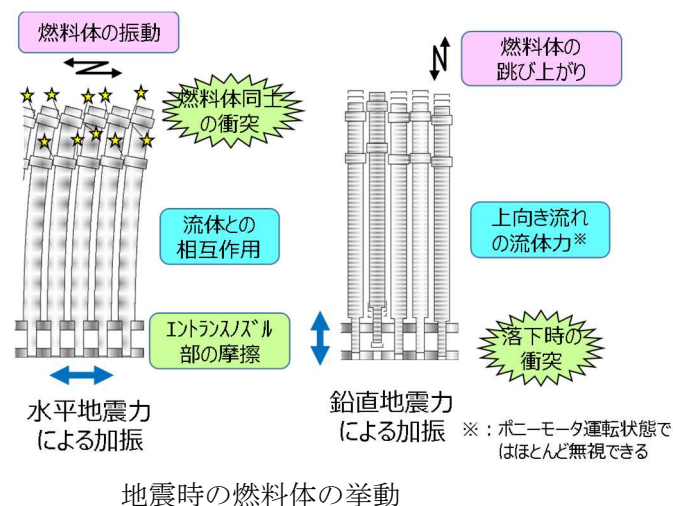 燃料体の振動
燃料体同士
の衝突
流体との
相互作用
ｴﾝﾄﾗﾝｽﾉｽﾞﾙ
部の摩擦
水平地震力
による加振
燃料体の
跳び上がり
上向き流れ
の流体力※
落下時の
衝突
鉛直地震力
による加振
※：ポニーモータ運転状態で
はほとんど無視できる
地震時の燃料体の挙動